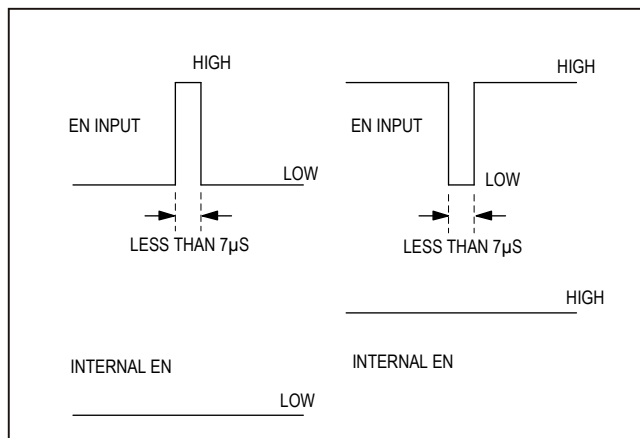 HIGH
EN INPUT
LOW
LESS THAN 7µS
INTERNAL EN
LOW
HIGH
EN INPUT
LOW
LESS THAN 7µS
HIGH
INTERNAL EN